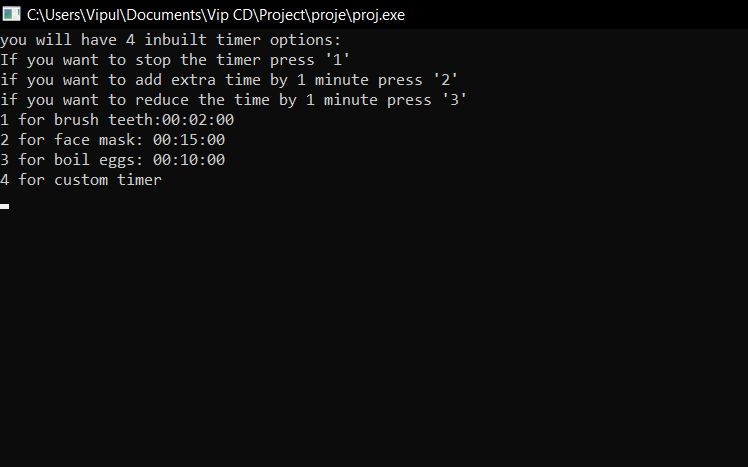 C:\Users\Vipul\Documents\Vip CD\Project\proje\proj.exe
you will have 4 inbuilt timer options:
If you want to stop the timer press '1'
if you want to add extra time by 1 minute press '2'
if you want to reduce the time by 1 minute press '3'
1 for brush teeth:00:02:00
2 for face mask: 00:15:00
3 for boil eggs: 00:10:00
4 for custom timer